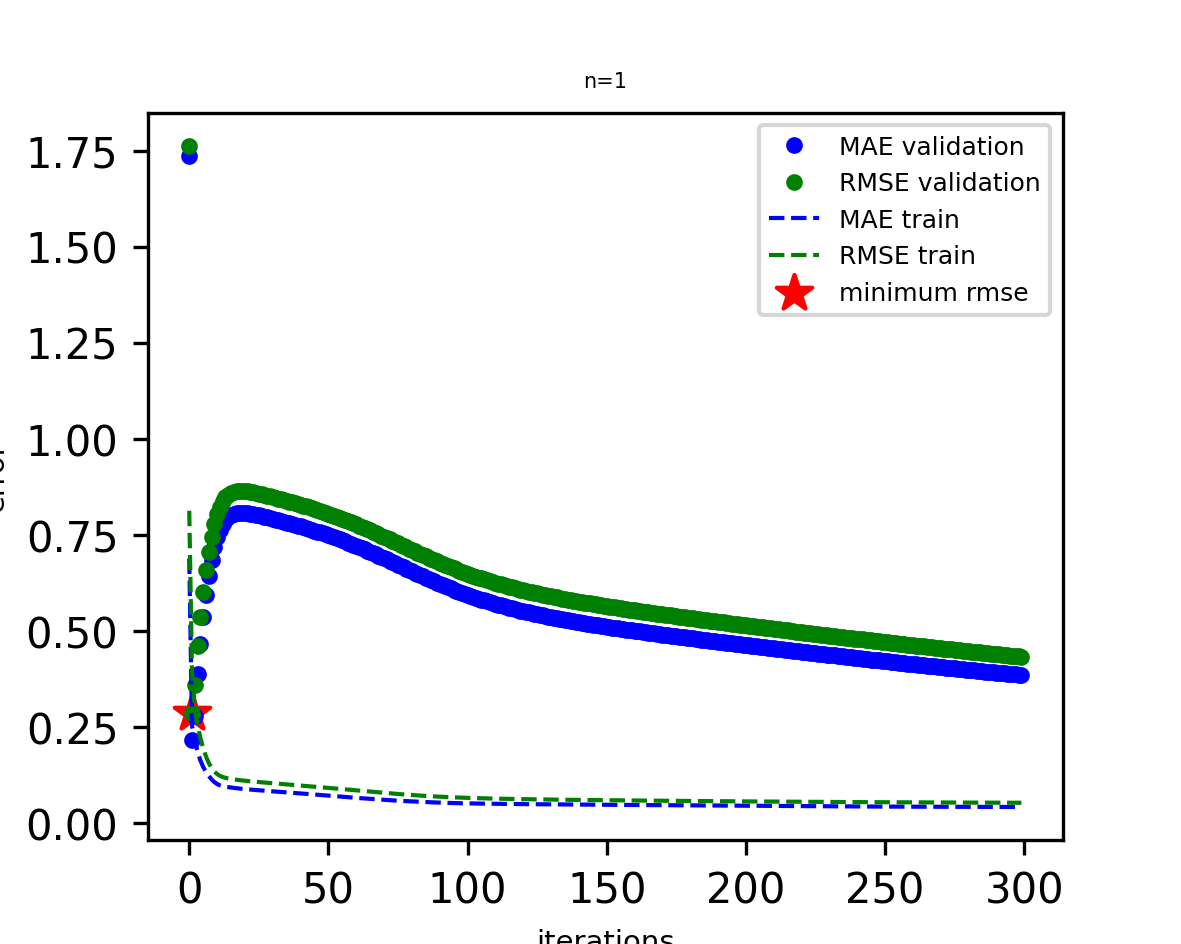 n=1
1.75
1.50
1.25
1.00
0.75
0.50
0.25
0.00
MAE validation
RMSE validation
MAE train
RMSE train
minimum rmse
0 50 100 150 200 250 300
iterations